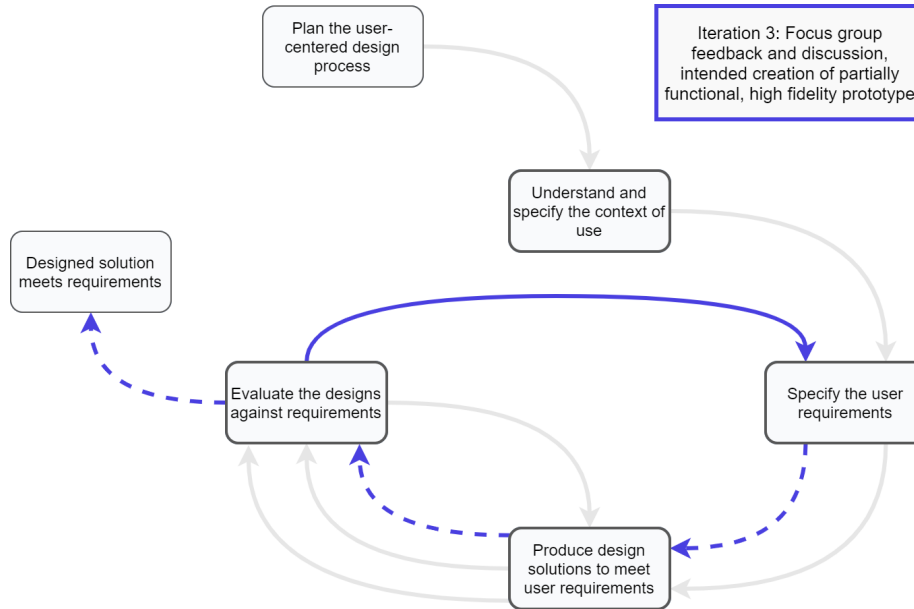 Plan the user-
centered design
process
Iteration 3: Focus group
feedback and discussion,
intended creation of partially
functional, high fidelity prototype
Understand and
specify the context of
use
Designed solution
meets requirements
Evaluate the designs
against requirements
Specify the user
requirements
Produce design
solutions to meet
user requirements